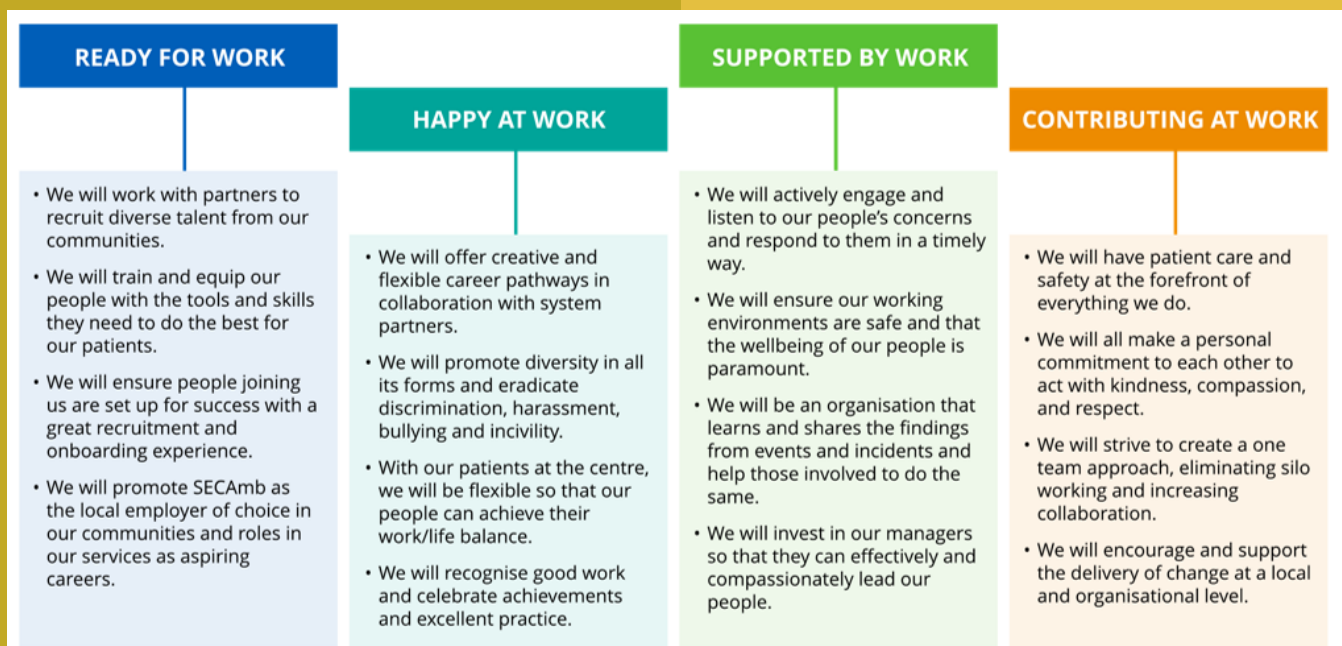 READY FOR WORK
• We will work with partners to
recruit diverse talent from our
communities.
• We will train and equip our
people with the tools and skills
they need to do the best for
our patients.
• We will ensure people joining
us are set up for success with a
great recruitment and
onboarding experience.
• We will promote SECAmb as
the local employer of choice in
our communities and roles in
our services as aspiring
careers.
HAPPY AT WORK
• We will offer creative and
flexible career pathways in
collaboration with system
partners.
• We will promote diversity in all
its forms and eradicate
discrimination, harassment,
bullying and incivility.
• With our patients at the centre,
we will be flexible so that our
people can achieve their
work/life balance.
• We will recognise good work
and celebrate achievements
and excellent practice.
SUPPORTED BY WORK
• We will actively engage and
listen to our people’s concerns
and respond to them in a timely
way.
• We will ensure our working
environments are safe and that
the wellbeing of our people is
paramount.
• We will be an organisation that
learns and shares the findings
from events and incidents and
help those involved to do the
same.
• We will invest in our managers
so that they can effectively and
compassionately lead our
people.
CONTRIBUTING AT WORK
• We will have patient care and
safety at the forefront of
everything we do.
• We will all make a personal
commitment to each other to
act with kindness, compassion,
and respect.
• We will strive to create a one
team approach, eliminating silo
working and increasing
collaboration.
• We will encourage and support
the delivery of change at a local
and organisational level.